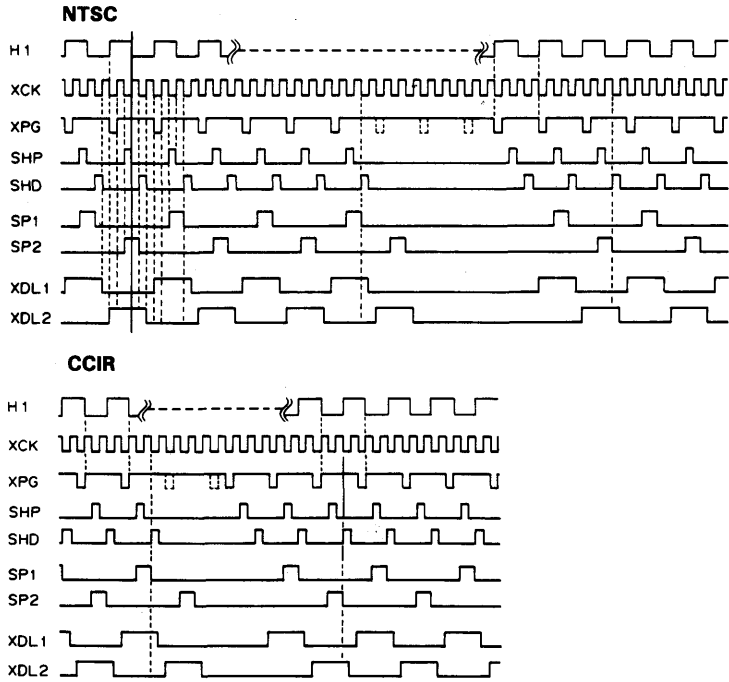 NTSC
H1
XCK
XPG
SHP
SHD
SP1
SP2
XDL1
XDL2
CCIR
H1
XCK
XPG
SHP
SHD
SP1
SP2
XDL1
XDL2